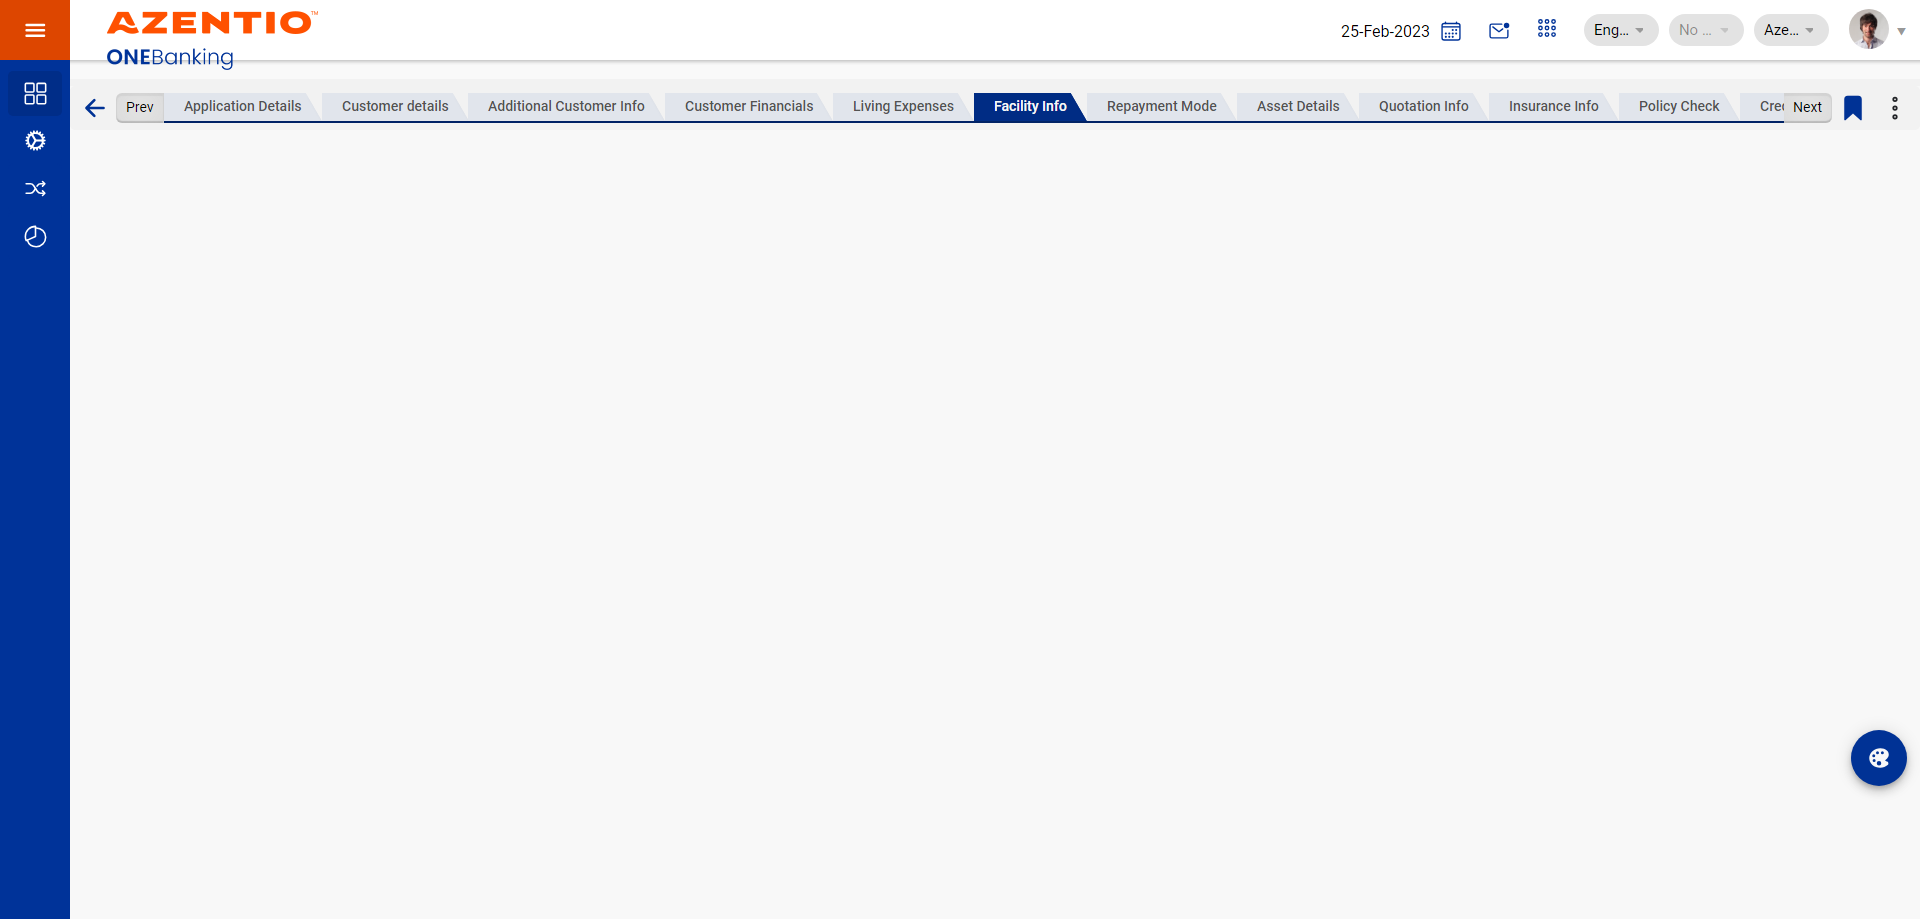 AZENTIO™
ONEBanking
25-Feb-2023
Eng...
No ...
Aze...
Prev
Application Details
Customer details
Additional Customer Info
Customer Financials
Living Expenses
Facility Info
Repayment Mode
Asset Details
Quotation Info
Insurance Info
Policy Check
Cre
Next